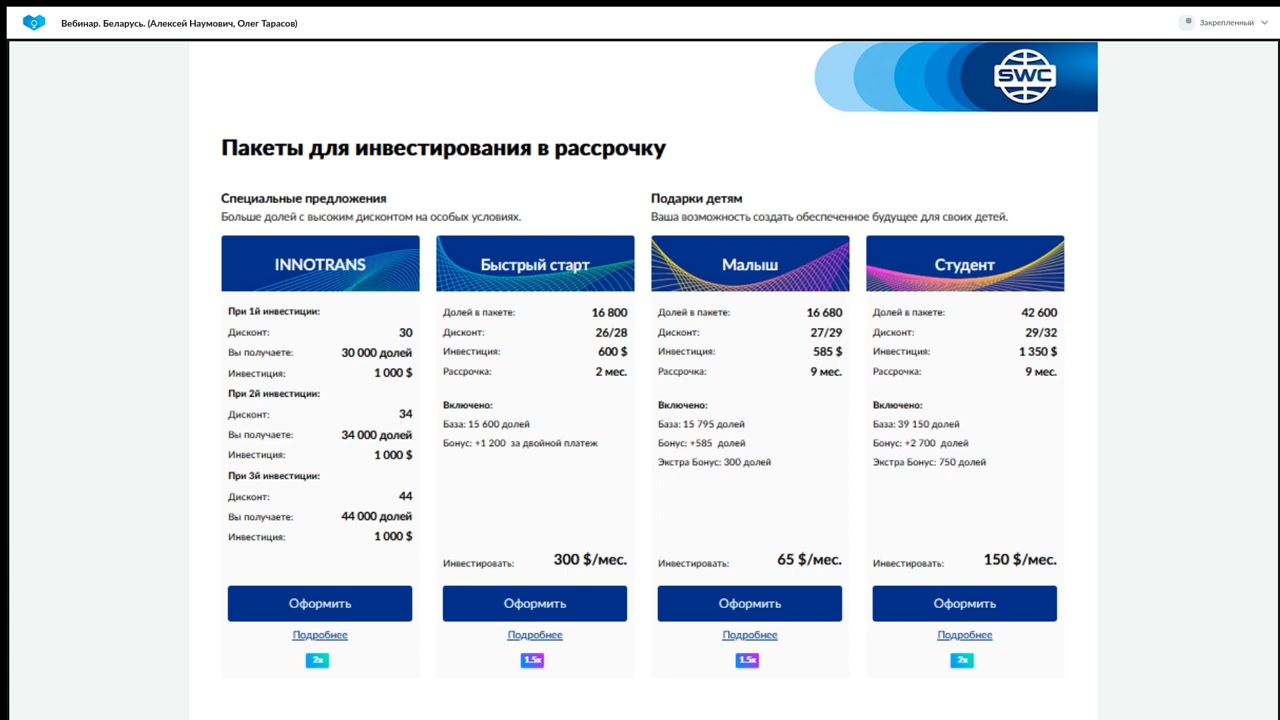 Вебинар. Беларусь. (Алексей Наумович, Олег Тарасов)
Закрепленный
SWC
Пакеты для инвестирования в рассрочку
Специальные предложения
Больше долей с высоким дисконтом на особых условиях.
Подарки детям
Ваша возможность создать обеспеченное будущее для своих детей.
INNOTRANS
При 1й инвестиции:
Дисконт: 30
Вы получаете: 30 000 долей
Инвестиция: 1 000 $
При 2й инвестиции:
Дисконт: 34
Вы получаете: 34 000 долей
Инвестиция: 1 000 $
При 3й инвестиции:
Дисконт: 44
Вы получаете: 44 000 долей
Инвестиция: 1 000 $
Оформить
Подробнее
2x
Быстрый старт
Долей в пакете: 16 800
Дисконт: 26/28
Инвестиция: 600 $
Рассрочка: 2 мес.
Включено:
База: 15 600 долей
Бонус: +1 200 за двойной платеж
Инвестировать: 300 $/мес.
Оформить
Подробнее
1.5x
Малыш
Долей в пакете: 16 680
Дисконт: 27/29
Инвестиция: 585 $
Рассрочка: 9 мес.
Включено:
База: 15 795 долей
Бонус: +585 долей
Экстра Бонус: 300 долей
Инвестировать: 65 $/мес.
Оформить
Подробнее
1.5x
Студент
Долей в пакете: 42 600
Дисконт: 29/32
Инвестиция: 1 350 $
Рассрочка: 9 мес.
Включено:
База: 39 150 долей
Бонус: +2 700 долей
Экстра Бонус: 750 долей
Инвестировать: 150 $/мес.
Оформить
Подробнее
2x